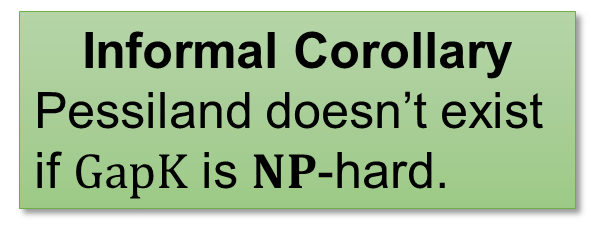 Informal Corollary
Pessiland doesn’t exist
if GapK is NP-hard.